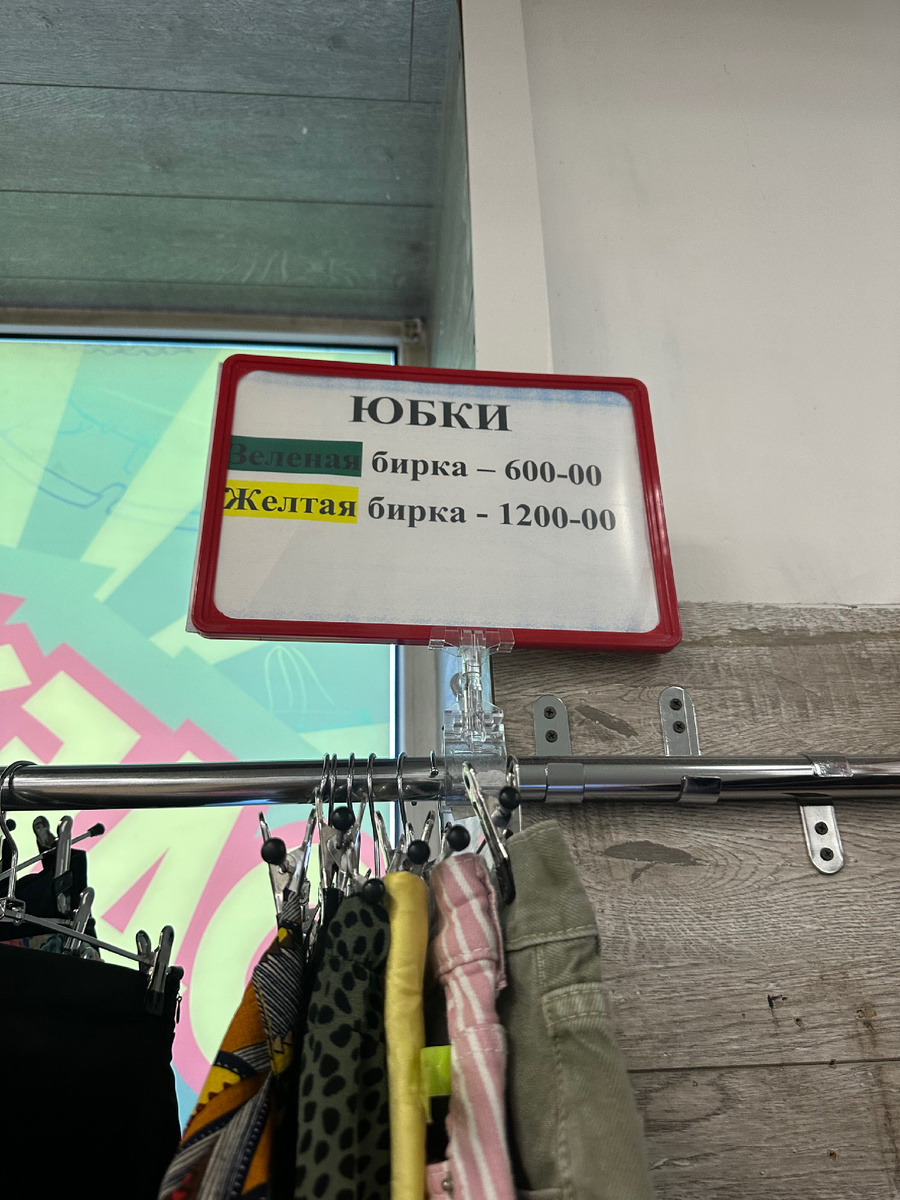 ЮБКИ
Зеленая бирка – 600-00
Желтая бирка - 1200-00